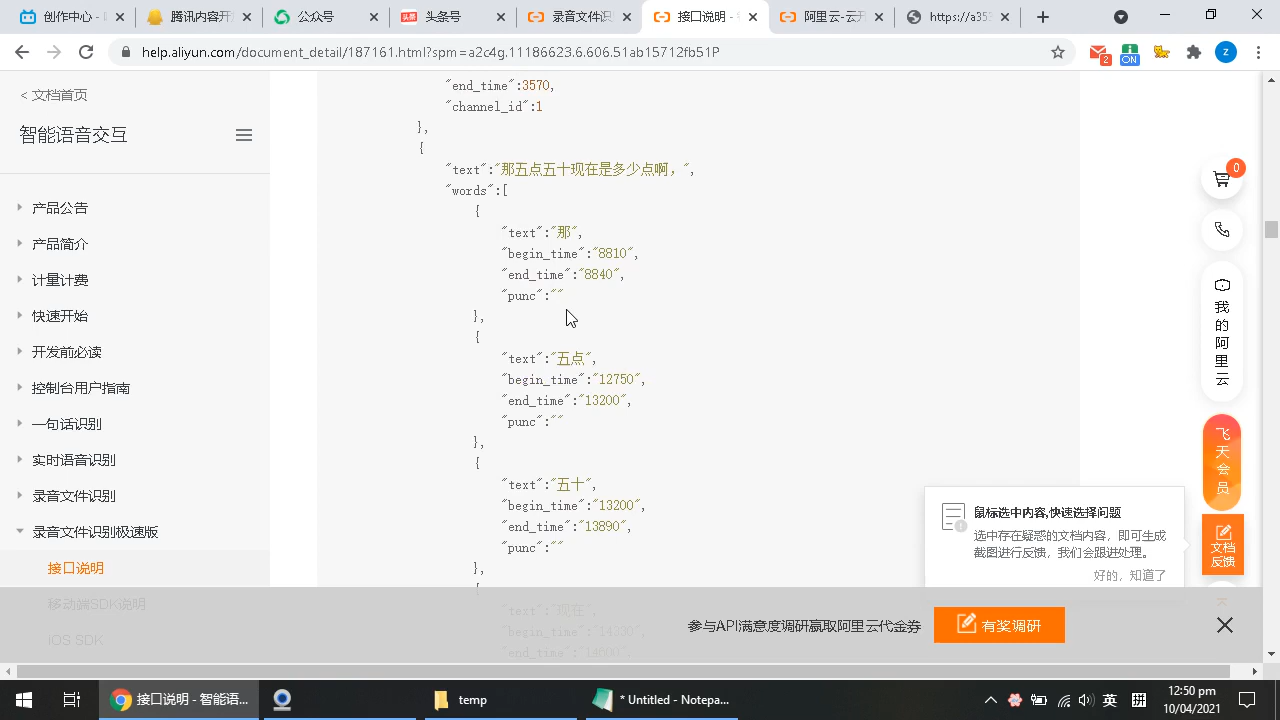 创作中心 -
腾讯内容开
公众号
头条
头条号
录音文件识
接口说明 -
阿里云-云
https://a35
help.aliyun.com/document_detail/187161.html?spm=a2c4g.11186623.6.606.51ab15712fb51P
2
ON
Z
< 文档首页
智能语音交互
产品公告
产品简介
计量计费
快速开始
开发前必读
控制台用户指南
一句话识别
实时语音识别
录音文件识别
录音文件识别极速版
接口说明
移动端SDK说明
iOS SDK
"end_time":3570,
"channel_id":1
},
{
"text":"那五点五十现在是多少点啊，",
"words":[
{
"text":"那",
"begin_time":"8810",
"end_time":"8840",
"punc":""
},
{
"text":"五点",
"begin_time":"12750",
"end_time":"13200",
"punc":""
},
{
"text":"五十",
"begin_time":"13200",
"end_time":"13890",
"punc":""
},
{
"text":"现在",
0
我的阿里云
飞天会员
文档
反馈
鼠标选中内容,快速选择问题
选中存在疑惑的文档内容，即可生成
截图进行反馈，我们会跟进处理。
好的，知道了
参与API满意度调研赢取阿里云代金券
有奖调研
接口说明 - 智能语...
temp
* Untitled - Notepa...
英
拼
12:50 pm
10/04/2021